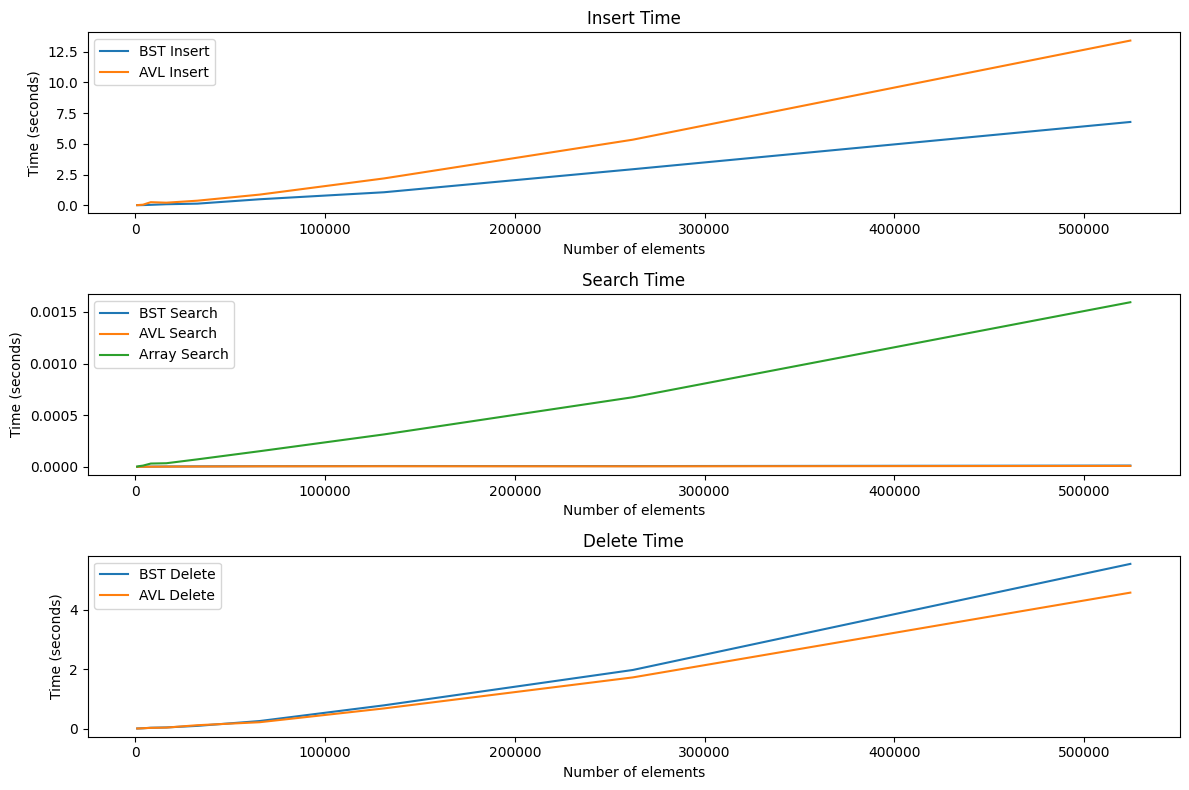 Insert Time
BST Insert
AVL Insert
12.5
10.0
7.5
5.0
2.5
0.0
Time (seconds)
0 100000 200000 300000 400000 500000
Number of elements
Search Time
BST Search
AVL Search
Array Search
0.0015
0.0010
0.0005
0.0000
Time (seconds)
0 100000 200000 300000 400000 500000
Number of elements
Delete Time
BST Delete
AVL Delete
4
2
0
Time (seconds)
0 100000 200000 300000 400000 500000
Number of elements